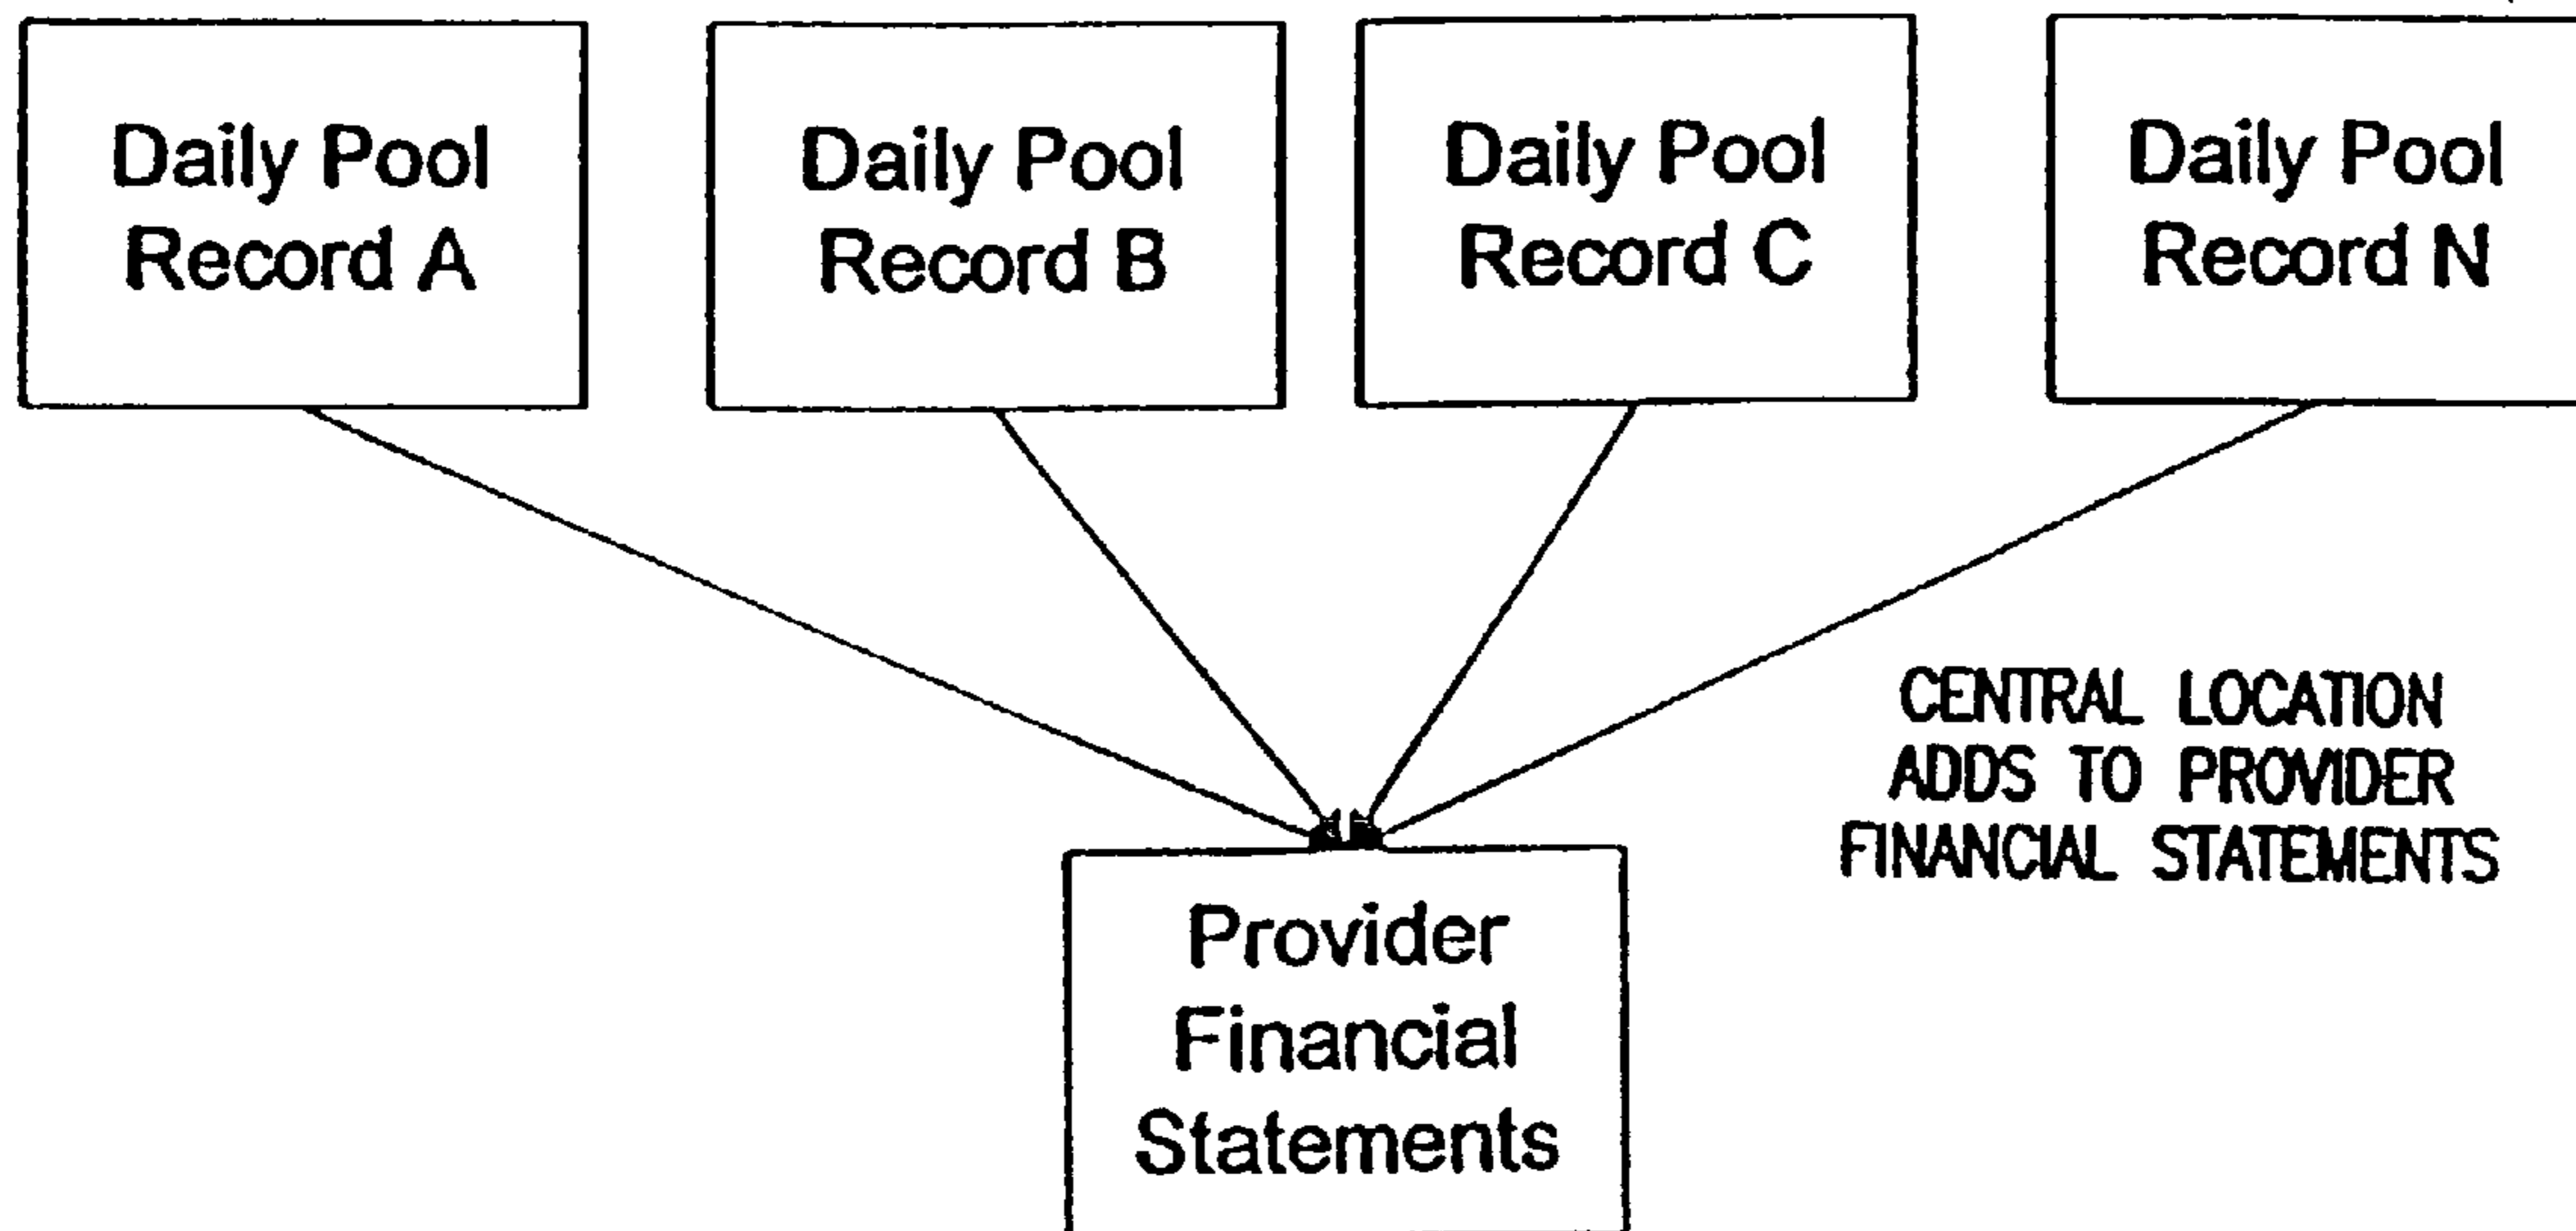 Daily Pool
Record A
Daily Pool
Record B
Daily Pool
Record C
Daily Pool
Record N
CENTRAL LOCATION
ADDS TO PROVIDER
FINANCIAL STATEMENTS
Provider
Financial
Statements